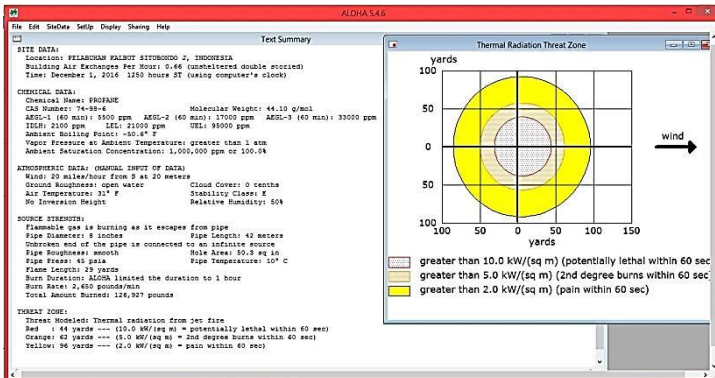 ALOHA 5.4.6
File Edit SiteData SetUp Display Sharing Help
Text Summary
SITE DATA:
Location: PELABUHAN KALBUT SITUBONDO J, INDONESIA
Building Air Exchanges Per Hour: 0.66 (unsheltered double storied)
Time: December 1, 2016 1250 hours ST (using computer's clock)
CHEMICAL DATA:
Chemical Name: PROPANE
CAS Number: 74-98-6 Molecular Weight: 44.10 g/mol
AEGL-1 (60 min): 5500 ppm AEGL-2 (60 min): 17000 ppm AEGL-3 (60 min): 33000 ppm
IDLH: 2100 ppm LEL: 21000 ppm UEL: 95000 ppm
Ambient Boiling Point: -50.6° F
Vapor Pressure at Ambient Temperature: greater than 1 atm
Ambient Saturation Concentration: 1,000,000 ppm or 100.0%
ATMOSPHERIC DATA: (MANUAL INPUT OF DATA)
Wind: 20 miles/hour from S at 20 meters
Ground Roughness: open water Cloud Cover: 0 tenths
Air Temperature: 31° F Stability Class: E
No Inversion Height Relative Humidity: 50%
SOURCE STRENGTH:
Flammable gas is burning as it escapes from pipe
Pipe Diameter: 8 inches Pipe Length: 42 meters
Unbroken end of the pipe is connected to an infinite source
Pipe Roughness: smooth Hole Area: 50.3 sq in
Pipe Press: 45 psia Pipe Temperature: 10° C
Flame Length: 29 yards
Burn Duration: ALOHA limited the duration to 1 hour
Burn Rate: 2,650 pounds/min
Total Amount Burned: 128,927 pounds
THREAT ZONE:
Threat Modeled: Thermal radiation from jet fire
Red : 44 yards --- (10.0 kW/(sq m) = potentially lethal within 60 sec)
Orange: 62 yards --- (5.0 kW/(sq m) = 2nd degree burns within 60 sec)
Yellow: 96 yards --- (2.0 kW/(sq m) = pain within 60 sec)
Thermal Radiation Threat Zone
yards
100
50
0
50
100
wind
100 50 0 50 100 150
yards
greater than 10.0 kW/(sq m) (potentially lethal within 60 sec)
greater than 5.0 kW/(sq m) (2nd degree burns within 60 sec)
greater than 2.0 kW/(sq m) (pain within 60 sec)